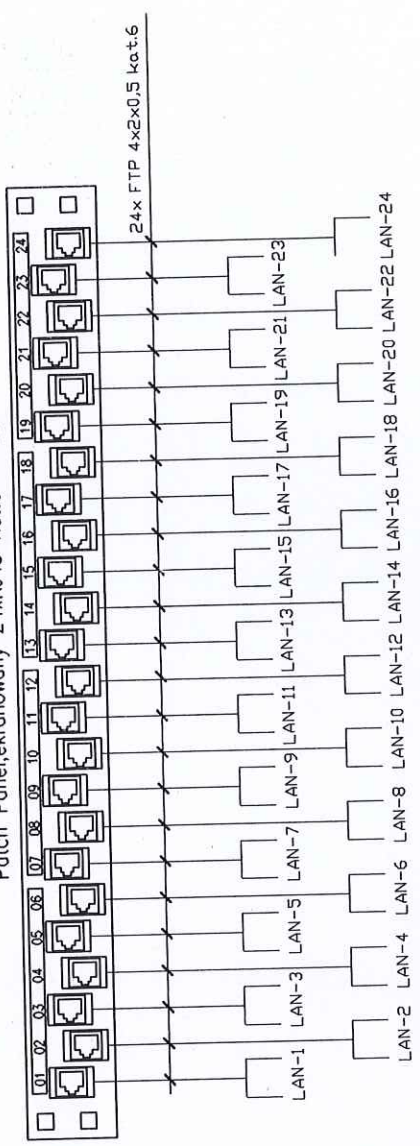 Patch Panel,ekranowany
01 02 03 04 05 06 07 08 09 10 11 12 13 14 15 16 17 18 19 20 21 22 23 24
24x FTP 4x2x0,5 kat.6
LAN-1 LAN-3 LAN-5 LAN-7 LAN-9 LAN-11 LAN-13 LAN-15 LAN-17 LAN-19 LAN-21 LAN-23
LAN-2 LAN-4 LAN-6 LAN-8 LAN-10 LAN-12 LAN-14 LAN-16 LAN-18 LAN-20 LAN-22 LAN-24